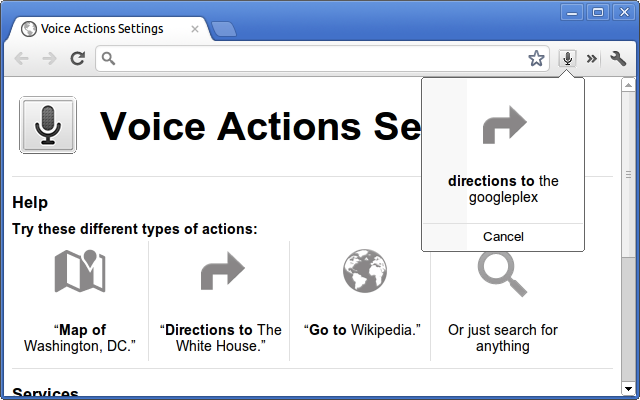 Voice Actions Settings
Voice Actions Se
directions to the
googleplex
Cancel
Help
Try these different types of actions:
“Map of
Washington, DC.”
“Directions to The
White House.”
“Go to Wikipedia.”
Or just search for
anything
Services